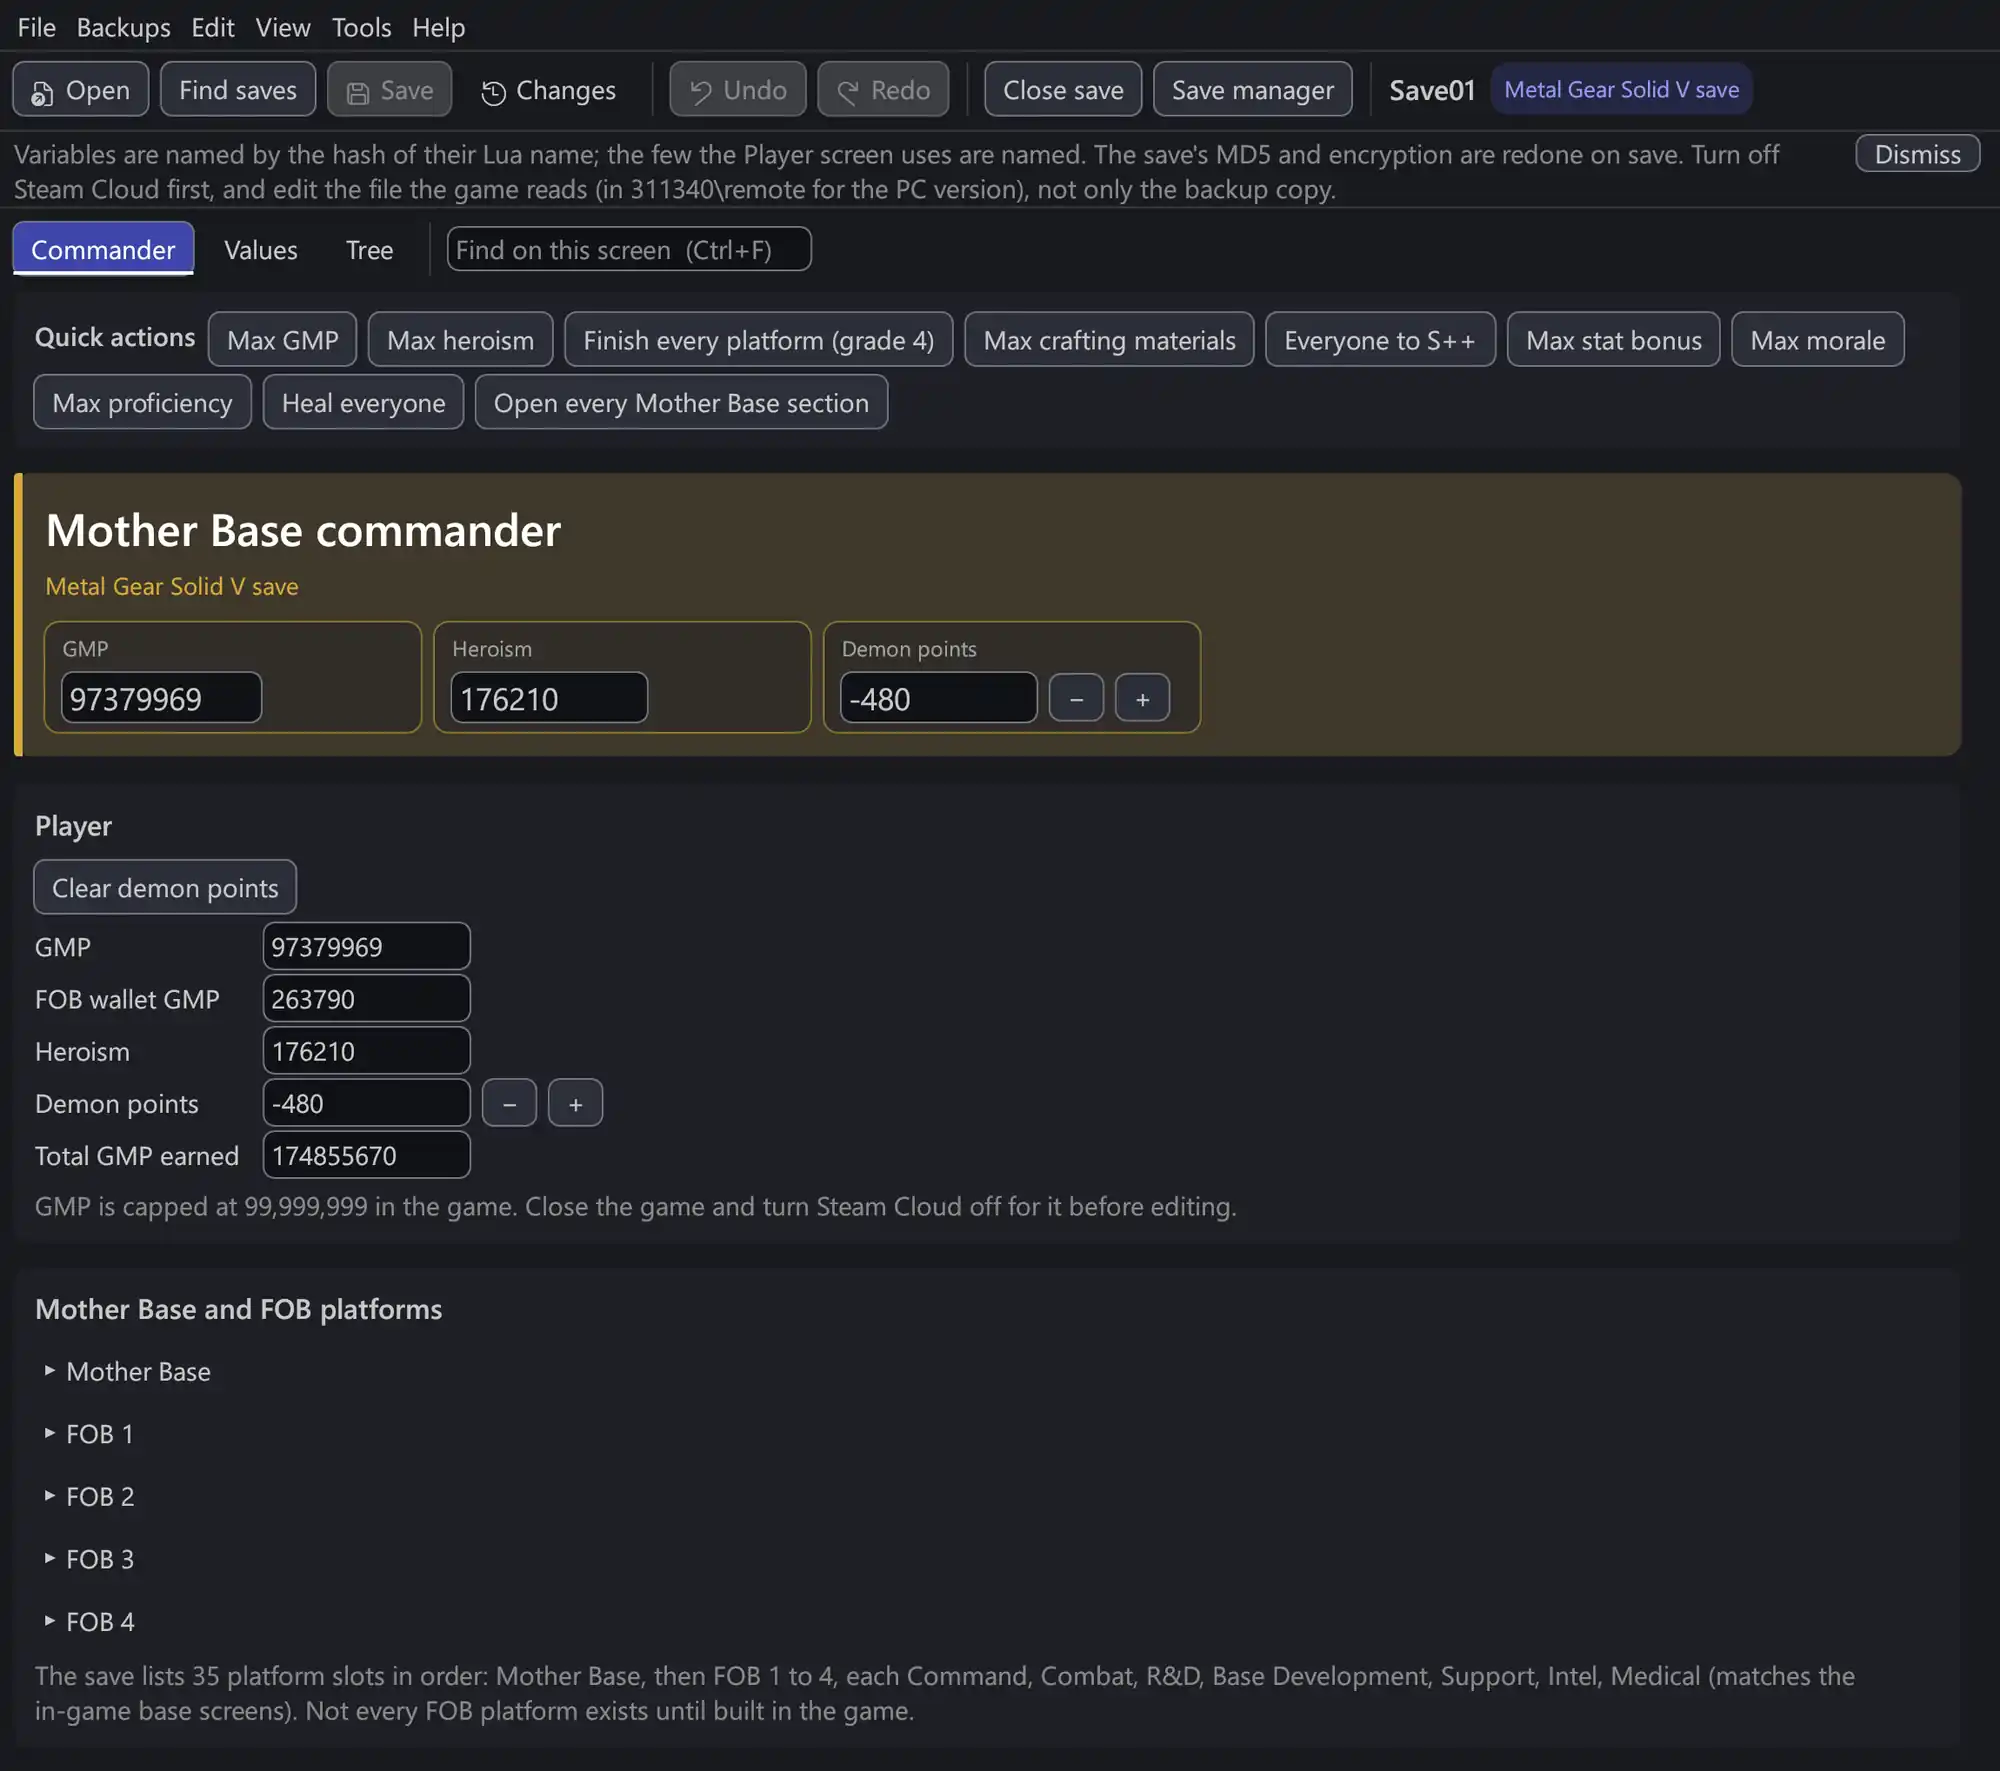 File Backups Edit View Tools Help
Open Find saves Save Changes Undo Redo Close save Save manager Save01 Metal Gear Solid V save
Variables are named by the hash of their Lua name; the few the Player screen uses are named. The save's MD5 and encryption are redone on save. Turn off
Steam Cloud first, and edit the file the game reads (in 311340\remote for the PC version), not only the backup copy.
Dismiss
Commander Values Tree Find on this screen (Ctrl+F)
Quick actions Max GMP Max heroism Finish every platform (grade 4) Max crafting materials Everyone to S++ Max stat bonus Max morale
Max proficiency Heal everyone Open every Mother Base section
Mother Base commander
Metal Gear Solid V save
GMP Heroism Demon points
97379969 176210 -480 − +
Player
Clear demon points
GMP 97379969
FOB wallet GMP 263790
Heroism 176210
Demon points -480 − +
Total GMP earned 174855670
GMP is capped at 99,999,999 in the game. Close the game and turn Steam Cloud off for it before editing.
Mother Base and FOB platforms
Mother Base
FOB 1
FOB 2
FOB 3
FOB 4
The save lists 35 platform slots in order: Mother Base, then FOB 1 to 4, each Command, Combat, R&D, Base Development, Support, Intel, Medical (matches the
in-game base screens). Not every FOB platform exists until built in the game.